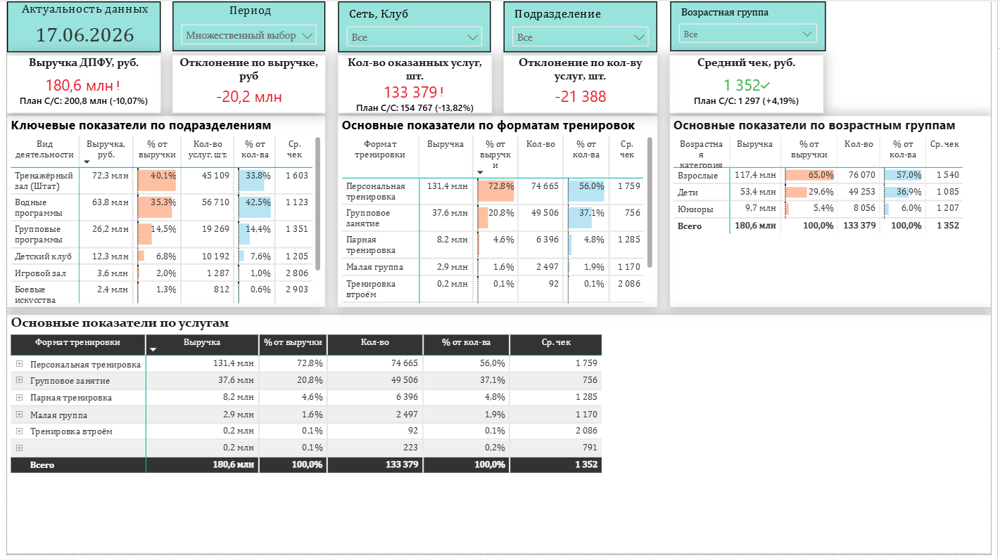 Актуальность данных
17.06.2026
Период
Множественный выбор
Сеть, Клуб
Все
Подразделение
Все
Возрастная группа
Все
Выручка ДПФУ, руб.
180,6 млн !
План С/С: 200,8 млн (-10,07%)
Отклонение по выручке,
руб
-20,2 млн
Кол-во оказанных услуг,
шт.
133 379 !
План С/С: 154 767 (-13,82%)
Отклонение по кол-ву
услуг, шт.
-21 388
Средний чек, руб.
1 352
План С/С: 1 297 (+4,19%)
Ключевые показатели по подразделениям
Вид деятельности Выручка, руб. % от выручки Кол-во услуг, шт. % от кол-ва Ср. чек
Тренажёрный зал (Штат) 72,3 млн 40,1% 45 109 33,8% 1 603
Водные программы 63,8 млн 35,3% 56 710 42,5% 1 123
Групповые программы 26,2 млн 14,5% 19 269 14,4% 1 351
Детский клуб 12,3 млн 6,8% 10 192 7,6% 1 205
Игровой зал 3,6 млн 2,0% 1 287 1,0% 2 806
Боевые искусства 2,4 млн 1,3% 812 0,6% 2 903
Основные показатели по форматам тренировок
Формат тренировки Выручка % от выручки Кол-во % от кол-ва Ср. чек
Персональная тренировка 131,4 млн 72,8% 74 665 56,0% 1 759
Групповое занятие 37,6 млн 20,8% 49 506 37,1% 756
Парная тренировка 8,2 млн 4,6% 6 396 4,8% 1 285
Малая группа 2,9 млн 1,6% 2 497 1,9% 1 170
Тренировка втроём 0,2 млн 0,1% 92 0,1% 2 086
Основные показатели по возрастным группам
Возрастная категория Выручка % от выручки Кол-во % от кол-ва Ср. чек
Взрослые 117,4 млн 65,0% 76 070 57,0% 1 540
Дети 53,4 млн 29,6% 49 253 36,9% 1 085
Юниоры 9,7 млн 5,4% 8 056 6,0% 1 207
Всего 180,6 млн 100,0% 133 379 100,0% 1 352
Основные показатели по услугам
Формат тренировки Выручка % от выручки Кол-во % от кол-ва Ср. чек
Персональная тренировка 131,4 млн 72,8% 74 665 56,0% 1 759
Групповое занятие 37,6 млн 20,8% 49 506 37,1% 756
Парная тренировка 8,2 млн 4,6% 6 396 4,8% 1 285
Малая группа 2,9 млн 1,6% 2 497 1,9% 1 170
Тренировка втроём 0,2 млн 0,1% 92 0,1% 2 086
0,2 млн 0,1% 223 0,2% 791
Всего 180,6 млн 100,0% 133 379 100,0% 1 352